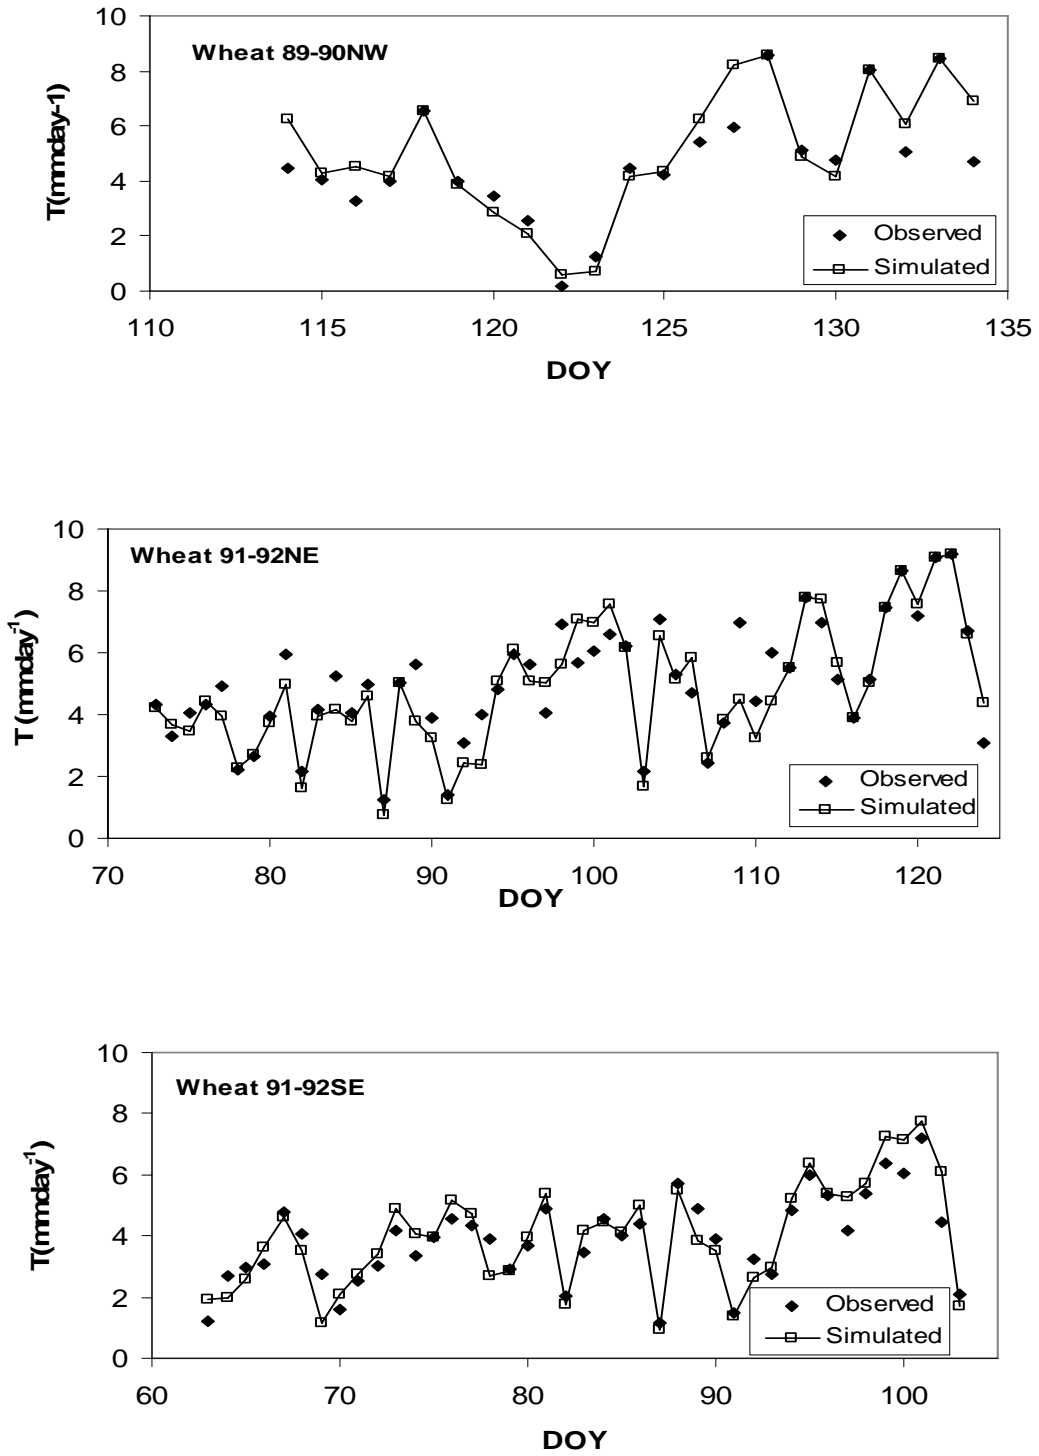 Wheat 89-90NW
T(mmday-1)
10
8
6
4
2
0
Observed
Simulated
110 115 120 125 130 135
DOY
Wheat 91-92NE
T (mmday-1)
10
8
6
4
2
0
Observed
Simulated
70 80 90 100 110 120
DOY
Wheat 91-92SE
T(mmday-1)
10
8
6
4
2
0
Observed
Simulated
60 70 80 90 100
DOY